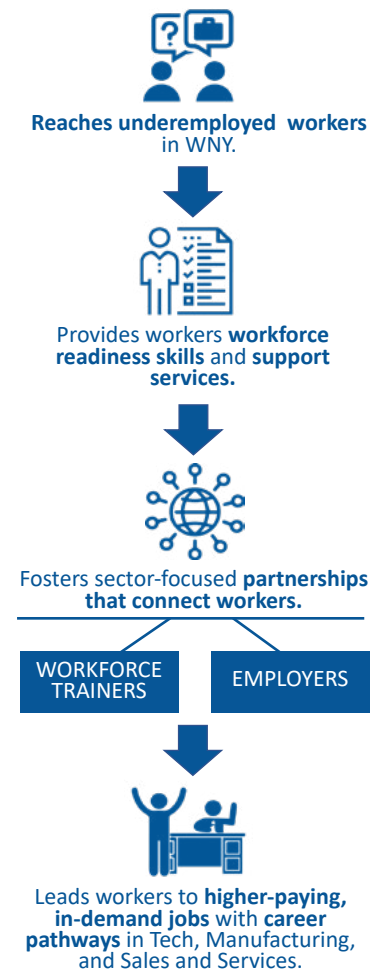 ?
Reaches underemployed workers
in WNY.
Provides workers workforce
readiness skills and support
services.
Fosters sector-focused partnerships
that connect workers.
WORKFORCE
TRAINERS
EMPLOYERS
Leads workers to higher-paying,
in-demand jobs with career
pathways in Tech, Manufacturing,
and Sales and Services.